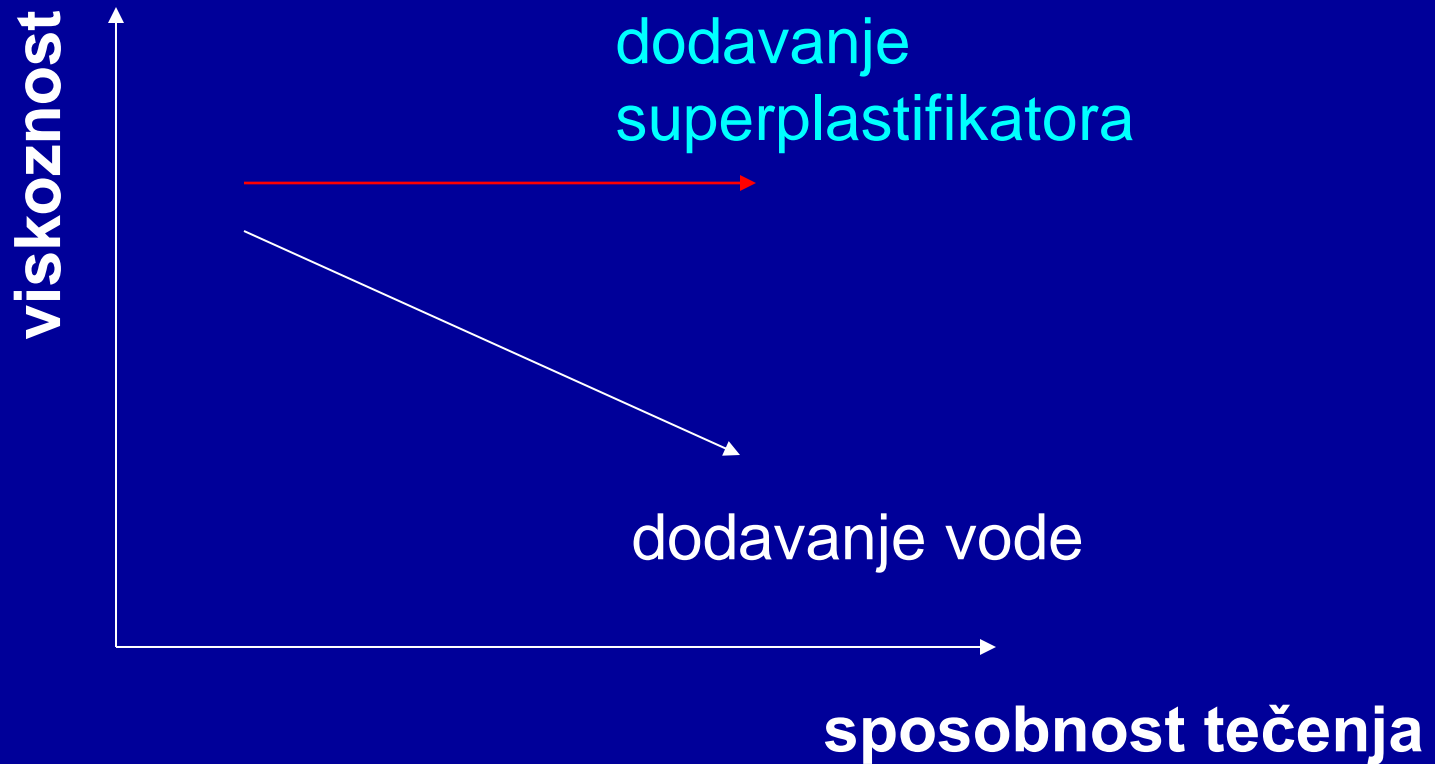 viskoznost
dodavanje
superplastifikatora
dodavanje vode
sposobnost tečenja